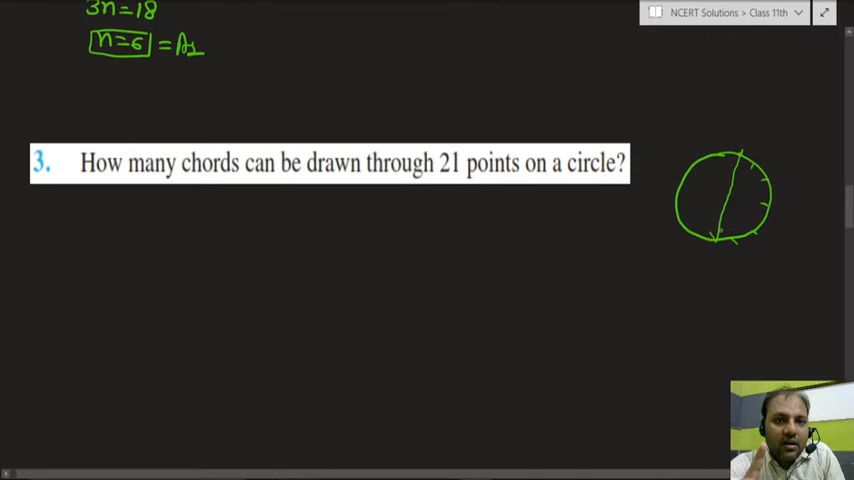 3n=18
n=6 = A1
NCERT Solutions > Class 11th
3. How many chords can be drawn through 21 points on a circle?